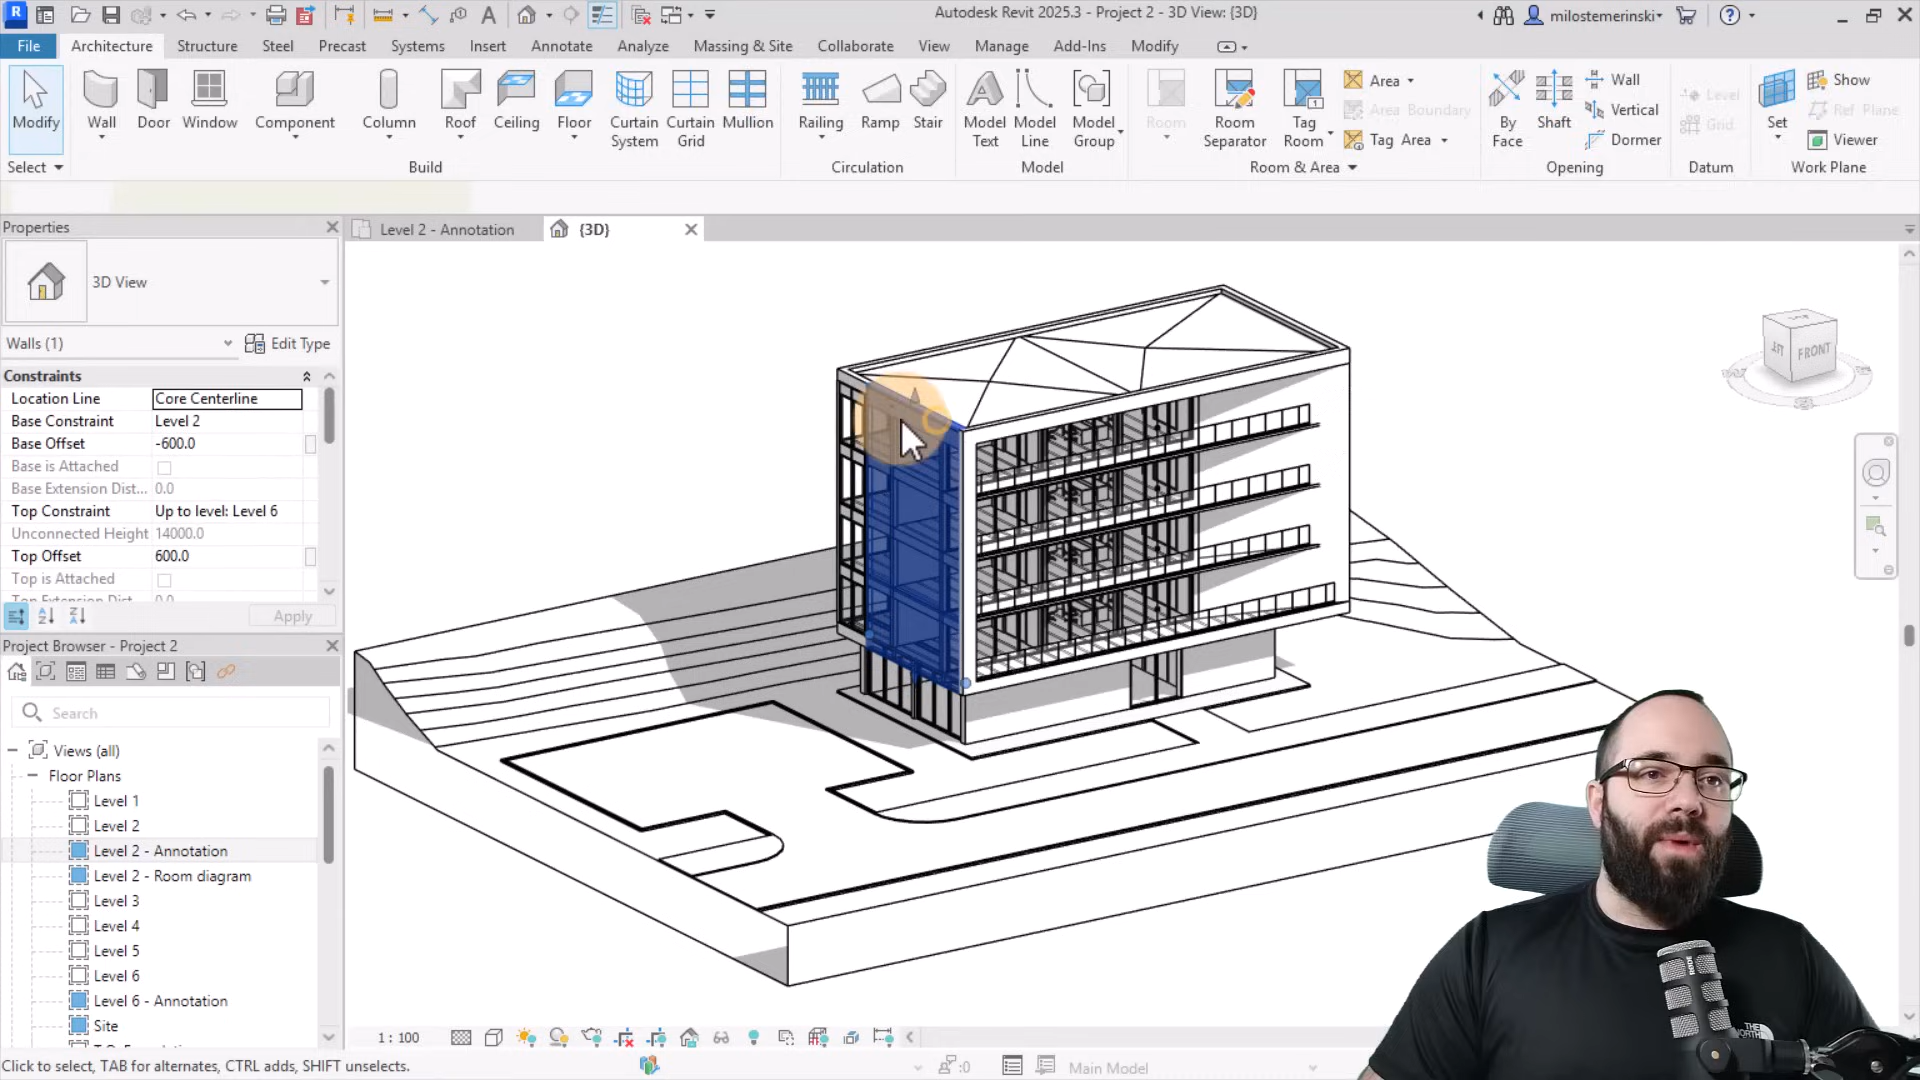 Autodesk Revit 2025.3 - Project 2 - 3D View: {3D}
milostemerinski
File Architecture Structure Steel Precast Systems Insert Annotate Analyze Massing & Site Collaborate View Manage Add-Ins Modify
Modify
Wall
Door
Window
Component
Column
Roof
Ceiling
Floor
Curtain System
Curtain Grid
Mullion
Railing
Ramp
Stair
Model Text
Model Line
Model Group
Room
Room Separator
Tag Room
Area
Area Boundary
Tag Area
By Face
Shaft
Wall
Vertical
Dormer
Level
Grid
Set
Show
Ref Plane
Viewer
Select Build Circulation Model Room & Area Opening Datum Work Plane
Properties
Level 2 - Annotation
{3D}
3D View
Walls (1)
Edit Type
Constraints
Location Line Core Centerline
Base Constraint Level 2
Base Offset -600.0
Base is Attached
Base Extension Dist... 0.0
Top Constraint Up to level: Level 6
Unconnected Height 14000.0
Top Offset 600.0
Top is Attached
Top Extension Dist... 0.0
Apply
Project Browser - Project 2
Search
Views (all)
Floor Plans
Level 1
Level 2
Level 2 - Annotation
Level 2 - Room diagram
Level 3
Level 4
Level 5
Level 6
Level 6 - Annotation
Site
FRONT
1 : 100
Click to select, TAB for alternates, CTRL adds, SHIFT unselects.
:0
Main Model
THE
NORTH